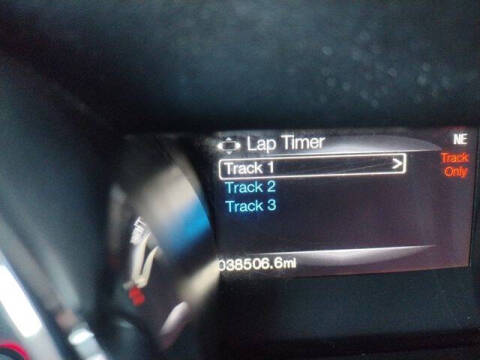 Lap Timer
NE
Track 1 >
Track
Only
Track 2
Track 3
038506.6mi